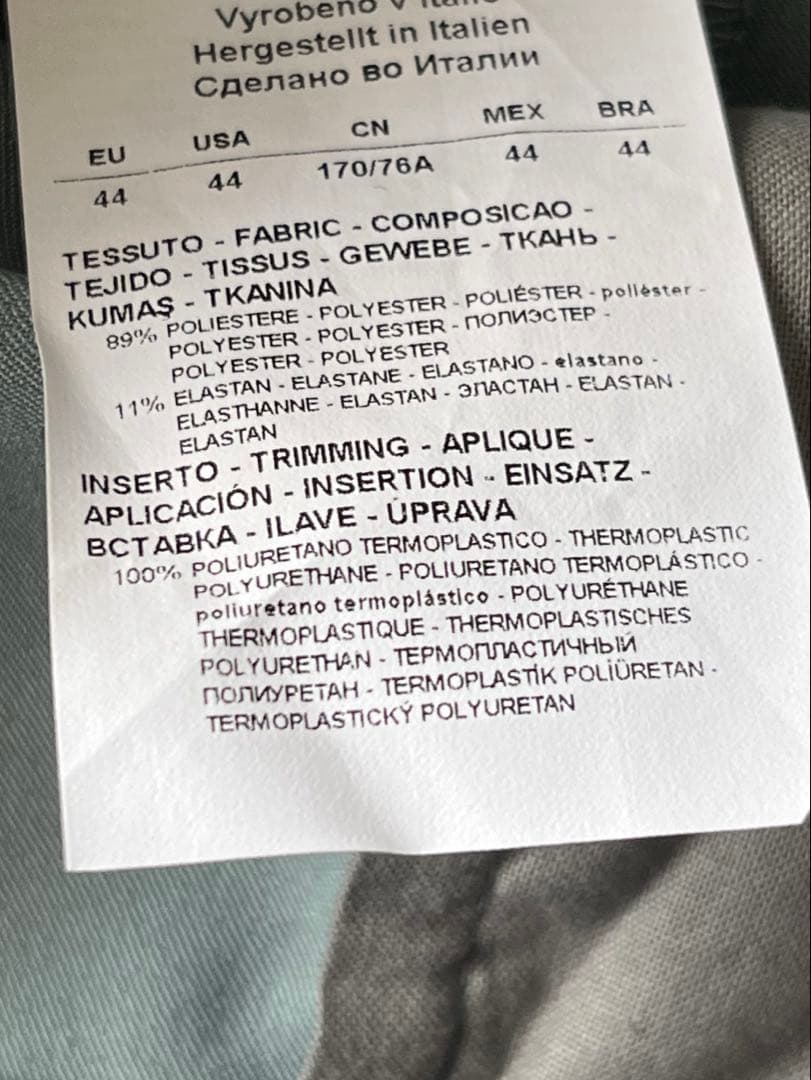 Vyrobeno v Itálii
Hergestellt in Italien
Сделано во Италии
EU USA CN MEX BRA
44 44 170/76A 44 44
TESSUTO - FABRIC - COMPOSICAO -
TEJIDO - TISSUS - GEWEBE - ТКАНЬ -
KUMAŞ - TKANINA
89% POLIESTERE - POLYESTER - POLIÉSTER - polièster -
POLYESTER - POLYESTER - ПОЛИЭСТЕР -
POLYESTER - POLYESTER
11% ELASTAN - ELASTANE - ELASTANO - elastano -
ELASTHANNE - ELASTAN - ЭЛАСТАН - ELASTAN -
ELASTAN
INSERTO - TRIMMING - APLIQUE -
APLICACIÓN - INSERTION - EINSATZ -
ВСТАВКА - ILAVE - ÚPRAVA
100% POLIURETANO TERMOPLASTICO - THERMOPLASTIC
POLYURETHANE - POLIURETANO TERMOPLÁSTICO -
poliuretano termoplástico - POLYURÉTHANE
THERMOPLASTIQUE - THERMOPLASTISCHES
POLYURETHAN - ТЕРМОПЛАСТИЧНЫЙ
ПОЛИУРЕТАН - TERMOPLASTİK POLİÜRETAN -
TERMOPLASTICKÝ POLYURETAN